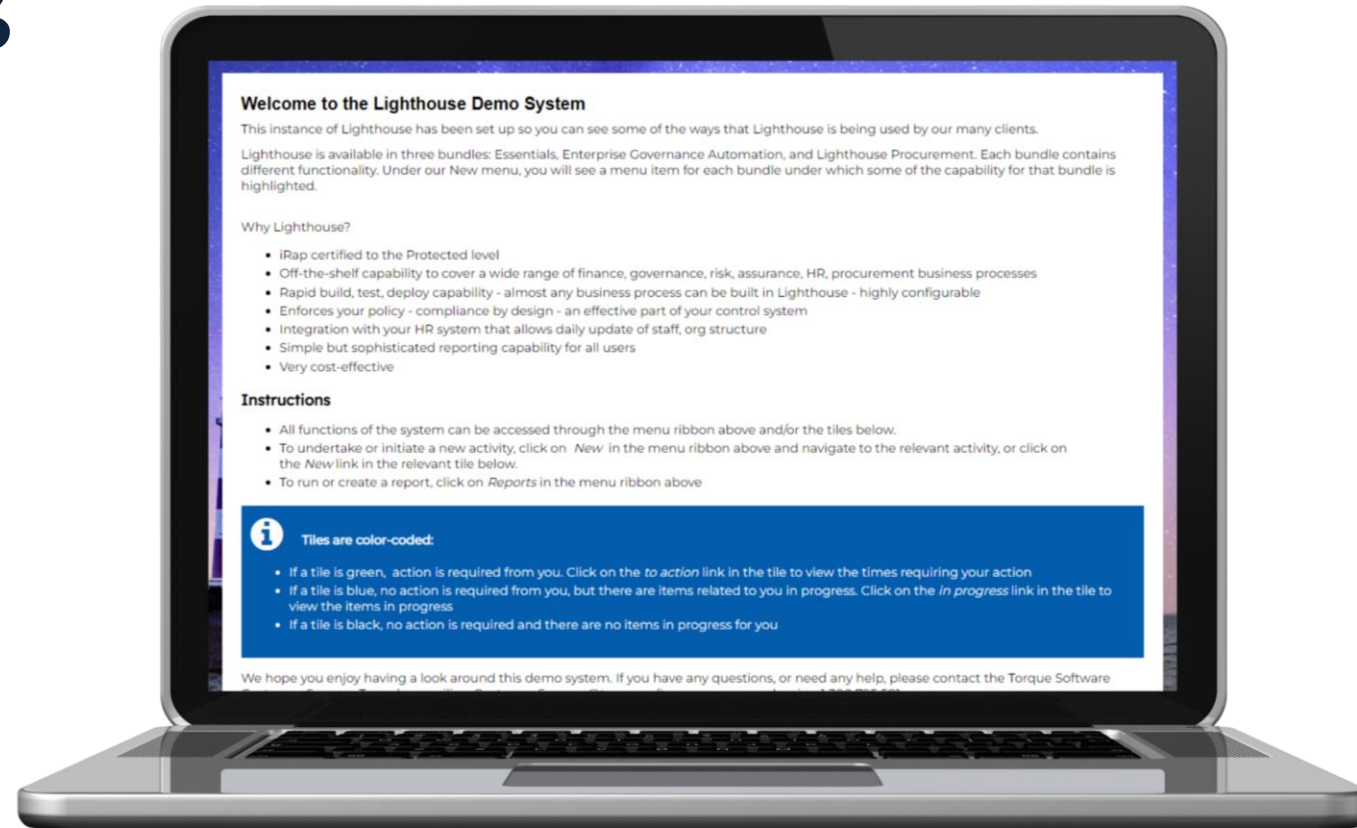 Welcome to the Lighthouse Demo System
This instance of Lighthouse has been set up so you can see some of the ways that Lighthouse is being used by our many clients.
Lighthouse is available in three bundles: Essentials, Enterprise Governance Automation, and Lighthouse Procurement. Each bundle contains
different functionality. Under our New menu, you will see a menu item for each bundle under which some of the capability for that bundle is
highlighted.
Why Lighthouse?
• iRap certified to the Protected level
• Off-the-shelf capability to cover a wide range of finance, governance, risk, assurance, HR, procurement business processes
• Rapid build, test, deploy capability - almost any business process can be built in Lighthouse - highly configurable
• Enforces your policy - compliance by design - an effective part of your control system
• Integration with your HR system that allows daily update of staff, org structure
• Simple but sophisticated reporting capability for all users
• Very cost-effective
Instructions
• All functions of the system can be accessed through the menu ribbon above and/or the tiles below.
• To undertake or initiate a new activity, click on New in the menu ribbon above and navigate to the relevant activity, or click on
the New link in the relevant tile below.
• To run or create a report, click on Reports in the menu ribbon above
Tiles are color-coded:
• If a tile is green, action is required from you. Click on the to action link in the tile to view the times requiring your action
• If a tile is blue, no action is required from you, but there are items related to you in progress. Click on the in progress link in the tile to
view the items in progress
• If a tile is black, no action is required and there are no items in progress for you
We hope you enjoy having a look around this demo system. If you have any questions, or need any help, please contact the Torque Software